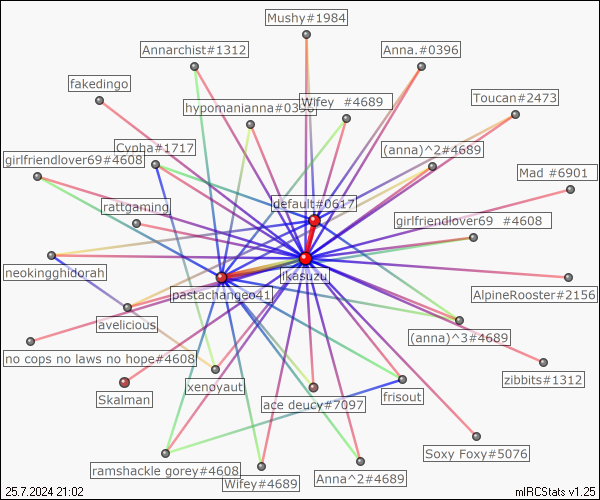 Mushy#1984
Annarchist#1312
Anna.#0396
fakedingo
hypomanianna#0396
Wifey  #4689
Toucan#2473
Cypha#1717
(anna)^2#4689
girlfriendlover69#4608
Mad #6901
rattgaming
default#0617
girlfriendlover69  #4608
neokingghidorah
jkasuzu
pastachangeo41
AlpineRooster#2156
avelicious
(anna)^3#4689
no cops no laws no hope#4608
zibbits#1312
Skalman
xenoyaut
ace deucy#7097
frisout
Soxy Foxy#5076
ramshackle gorey#4608
Wifey#4689
Anna^2#4689
25.7.2024 21:02
mIRCStats v1.25